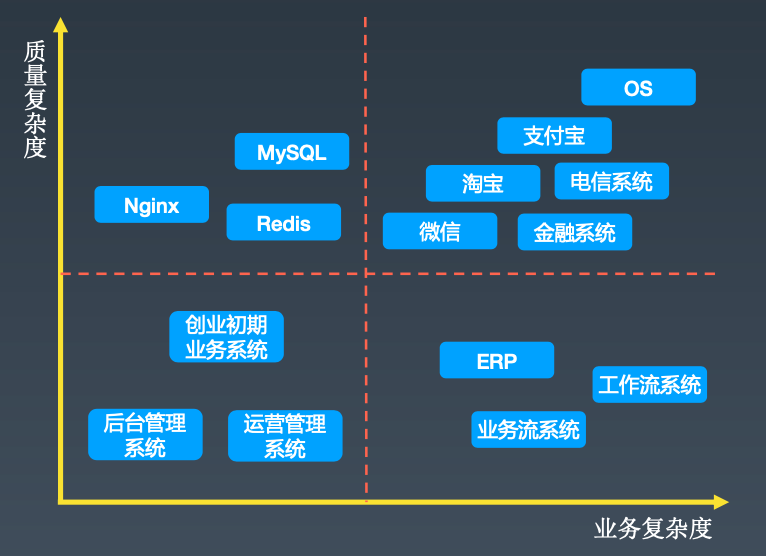 质量复杂度
OS
支付宝
MySQL
淘宝
电信系统
Nginx
Redis
微信
金融系统
创业初期
业务系统
ERP
工作流系统
后台管理
系统
运营管理
系统
业务流系统
业务复杂度